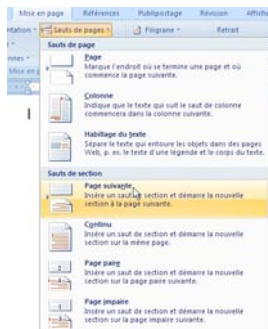 Mise en page Références Publipostage Révision Affich
ntation Sauts de pages Filigrane Retrait
Sauts de page
Page
Marque l'endroit où se termine une page et où
commence la page suivante.
Colonne
Indique que le texte qui suit le saut de colonne
commencera dans la colonne suivante.
Habillage du texte
Sépare le texte qui entoure les objets dans des pages
Web, p. ex. le texte d'une légende et le corps du texte.
Sauts de section
Page suivante
Insère un saut de section et démarre la nouvelle
section à la page suivante.
Continu
Insère un saut de section et démarre la nouvelle
section sur la même page.
Page paire
Insère un saut de section et démarre la nouvelle
section sur la page paire suivante.
Page impaire
Insère un saut de section et démarre la nouvelle
section sur la page impaire suivante.